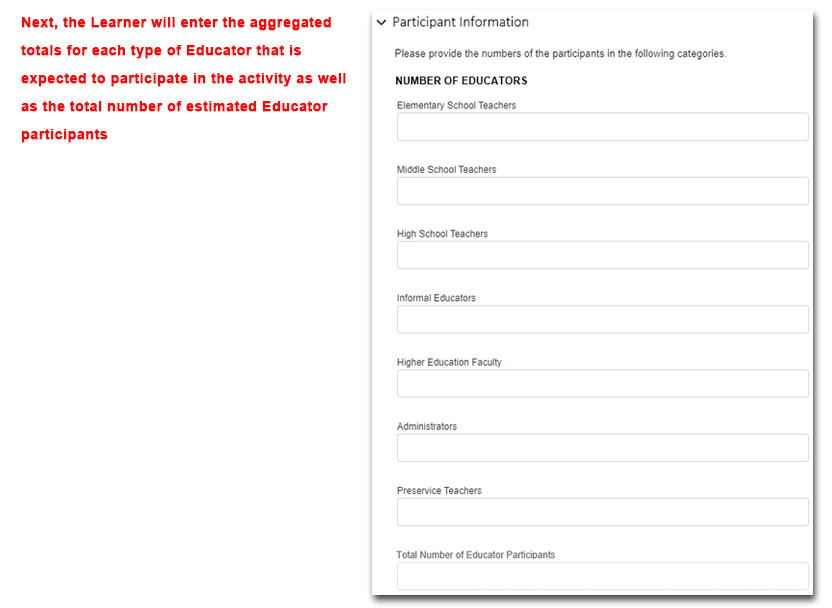 Next, the Learner will enter the aggregated
totals for each type of Educator that is
expected to participate in the activity as well
as the total number of estimated Educator
participants
Participant Information
Please provide the numbers of the participants in the following categories.
NUMBER OF EDUCATORS
Elementary School Teachers
Middle School Teachers
High School Teachers
Informal Educators
Higher Education Faculty
Administrators
Preservice Teachers
Total Number of Educator Participants